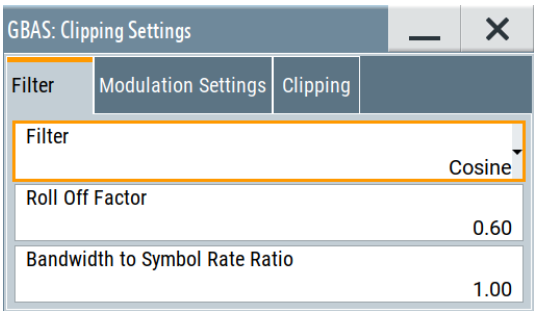 GBAS: Clipping Settings
Filter Modulation Settings Clipping
Filter
Cosine
Roll Off Factor
0.60
Bandwidth to Symbol Rate Ratio
1.00